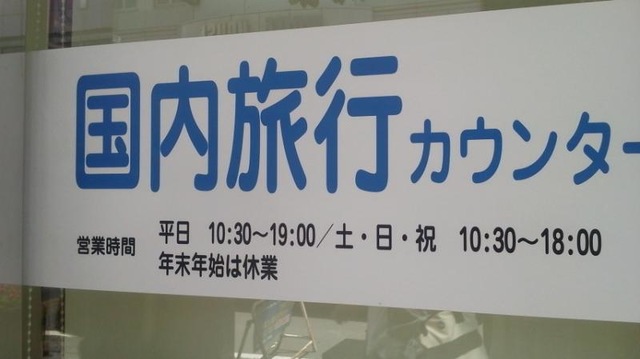 国内旅行カウンター
営業時間 平日 10:30〜19:00/土・日・祝 10:30〜18:00
年末年始は休業